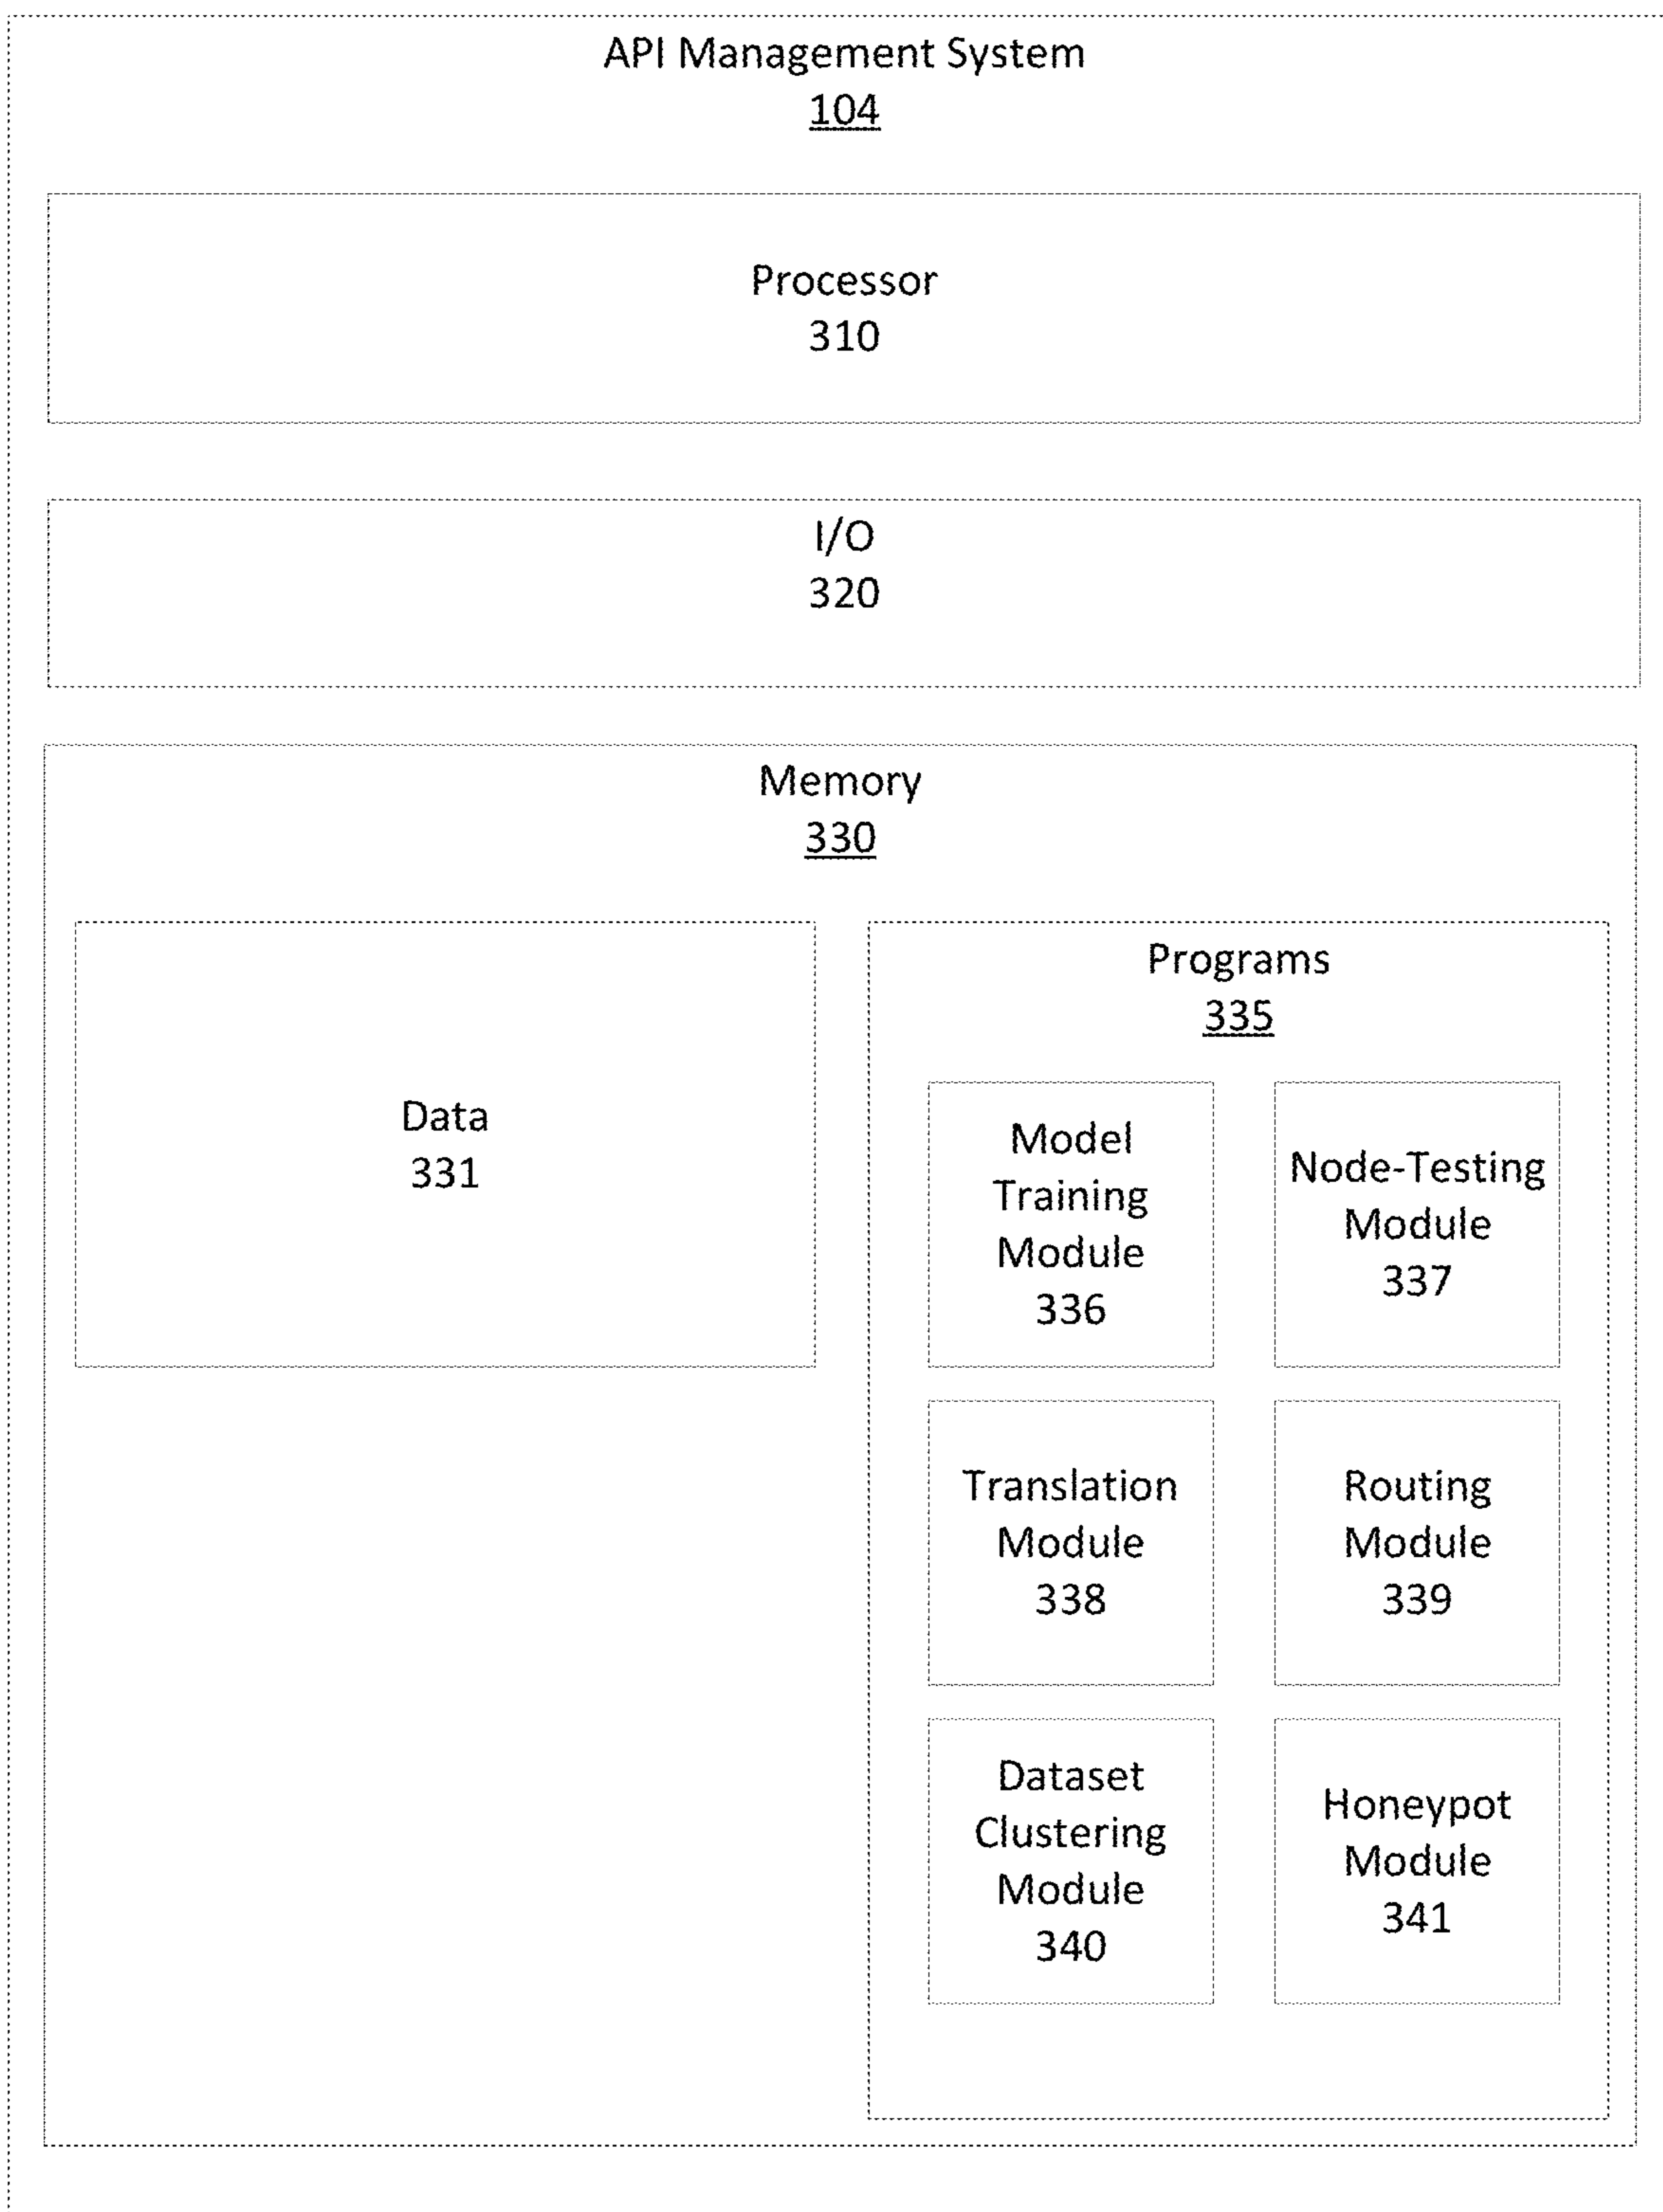 API Management System
104
Processor
310
I/O
320
Memory
330
Data
331
Programs
335
Model
Training
Module
336
Node-Testing
Module
337
Translation
Module
338
Routing
Module
339
Dataset
Clustering
Module
340
Honeypot
Module
341